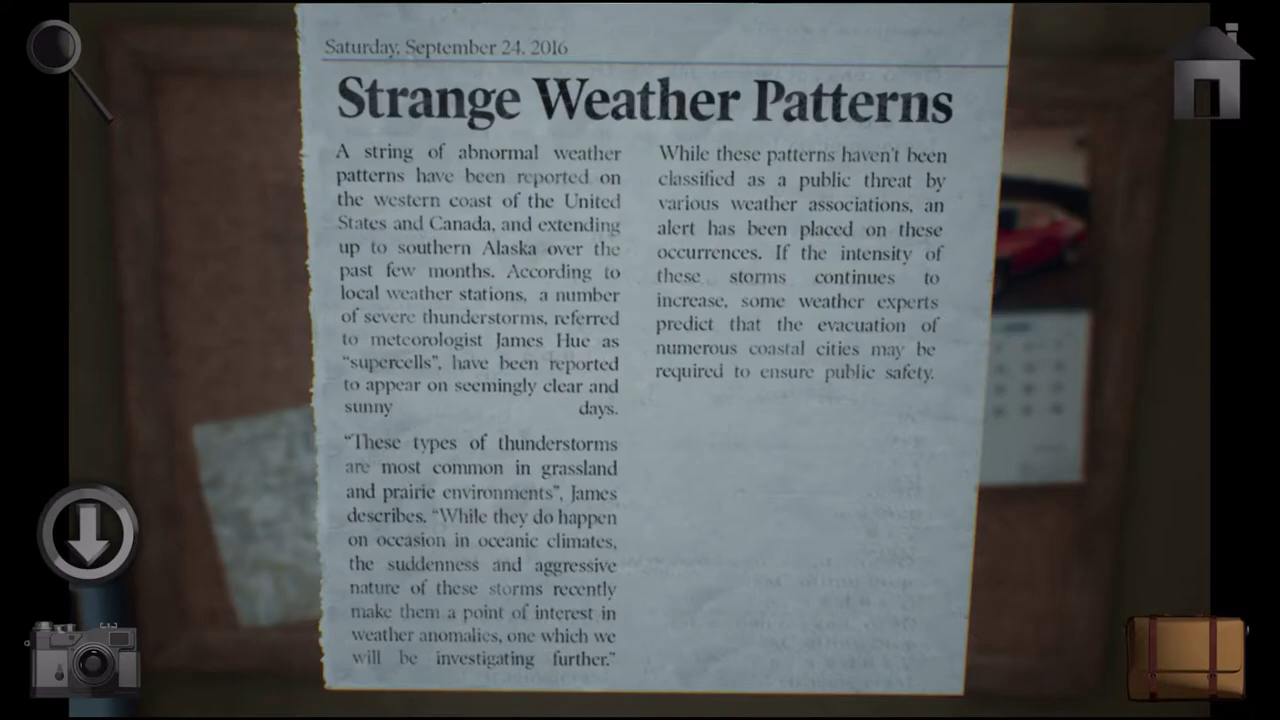 Saturday, September 24, 2016
Strange Weather Patterns
A string of abnormal weather
patterns have been reported on
the western coast of the United
States and Canada, and extending
up to southern Alaska over the
past few months. According to
local weather stations, a number
of severe thunderstorms, referred
to meteorologist James Hue as
"supercells", have been reported
to appear on seemingly clear and
sunny days.
"These types of thunderstorms
are most common in grassland
and prairie environments", James
describes. "While they do happen
on occasion in oceanic climates,
the suddenness and aggressive
nature of these storms recently
make them a point of interest in
weather anomalies, one which we
will be investigating further."
While these patterns haven't been
classified as a public threat by
various weather associations, an
alert has been placed on these
occurrences. If the intensity of
these storms continues to
increase, some weather experts
predict that the evacuation of
numerous coastal cities may be
required to ensure public safety.